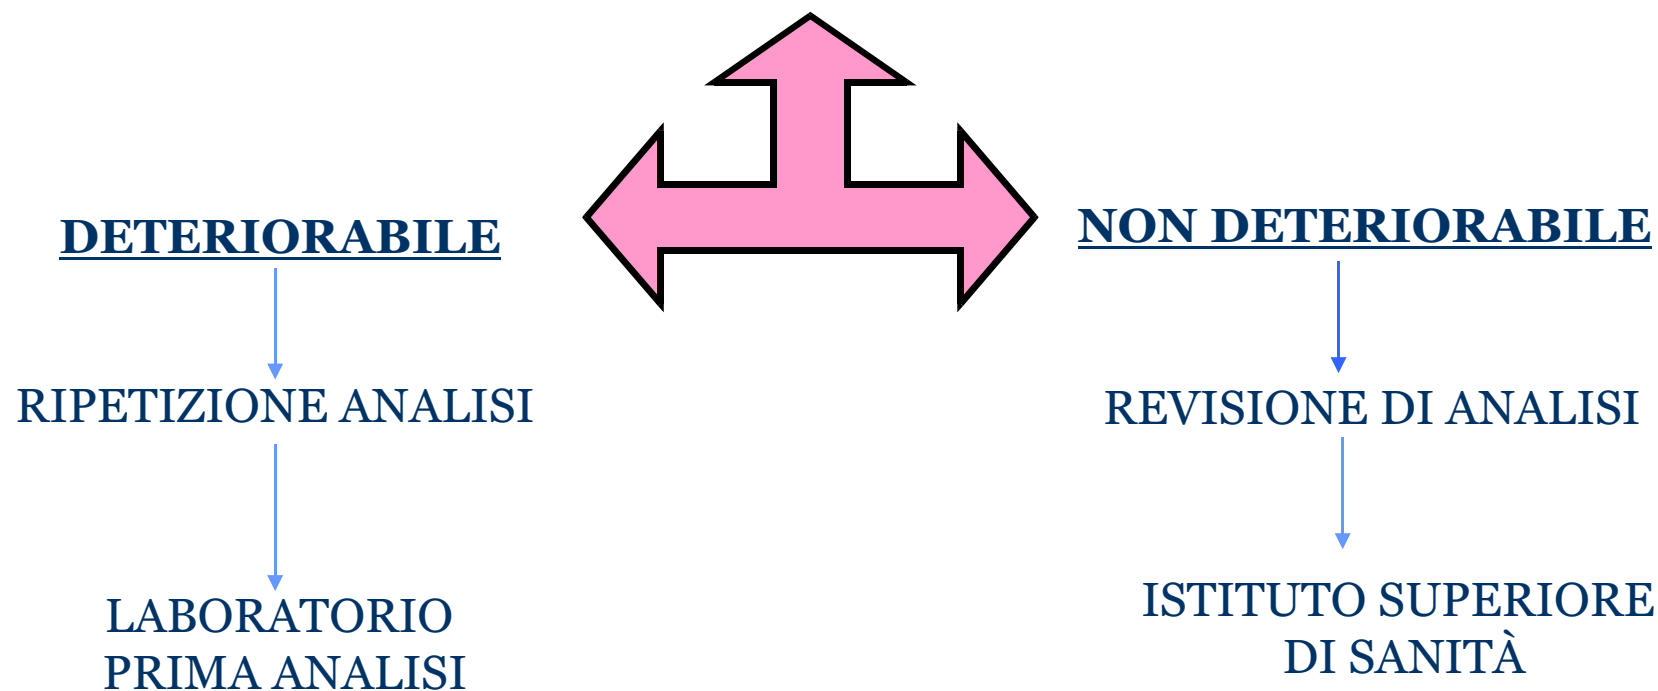 DETERIORABILE
RIPETIZIONE ANALISI
LABORATORIO
PRIMA ANALISI
NON DETERIORABILE
REVISIONE DI ANALISI
ISTITUTO SUPERIORE
DI SANITÀ